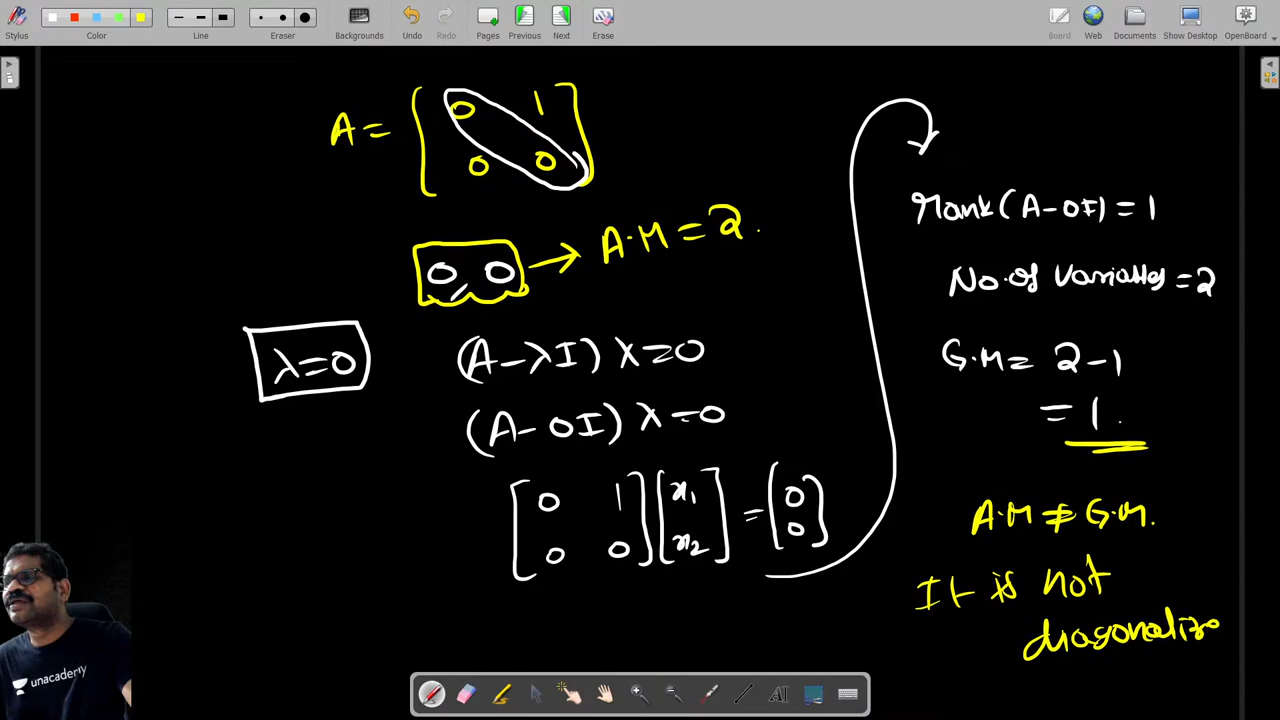 Stylus
Color
Line
Eraser
Backgrounds
Undo
Redo
Pages
Previous
Next
Erase
Board
Web
Documents
Show Desktop
OpenBoard
A = [ 0 1
0 0 ]
0 0 → A·M = 2.
λ=0
(A-λI) X=0
(A-0I) X=0
[ 0 1 [ x₁ = [ 0
0 0 ] x₂ ] 0 ]
Rank(A-0I) = 1
No. of Variables = 2
G·M = 2-1
= 1.
A·M ≠ G·M.
It is not
diagonaliz
unacademy